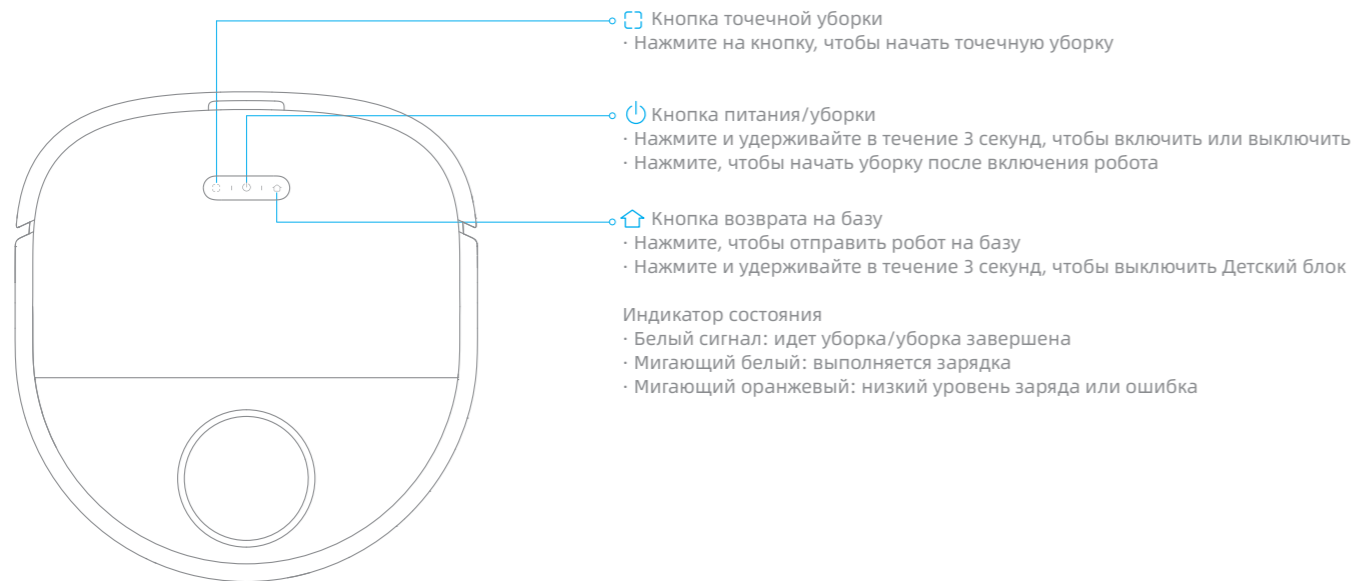 Кнопка точечной уборки
· Нажмите на кнопку, чтобы начать точечную уборку
Кнопка питания/уборки
· Нажмите и удерживайте в течение 3 секунд, чтобы включить или выключить
· Нажмите, чтобы начать уборку после включения робота
Кнопка возврата на базу
· Нажмите, чтобы отправить робот на базу
· Нажмите и удерживайте в течение 3 секунд, чтобы выключить Детский блок
Индикатор состояния
· Белый сигнал: идет уборка/уборка завершена
· Мигающий белый: выполняется зарядка
· Мигающий оранжевый: низкий уровень заряда или ошибка